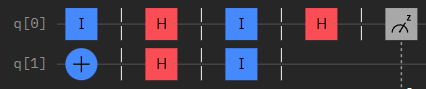 q[0] I H I H z
q[1] + H I